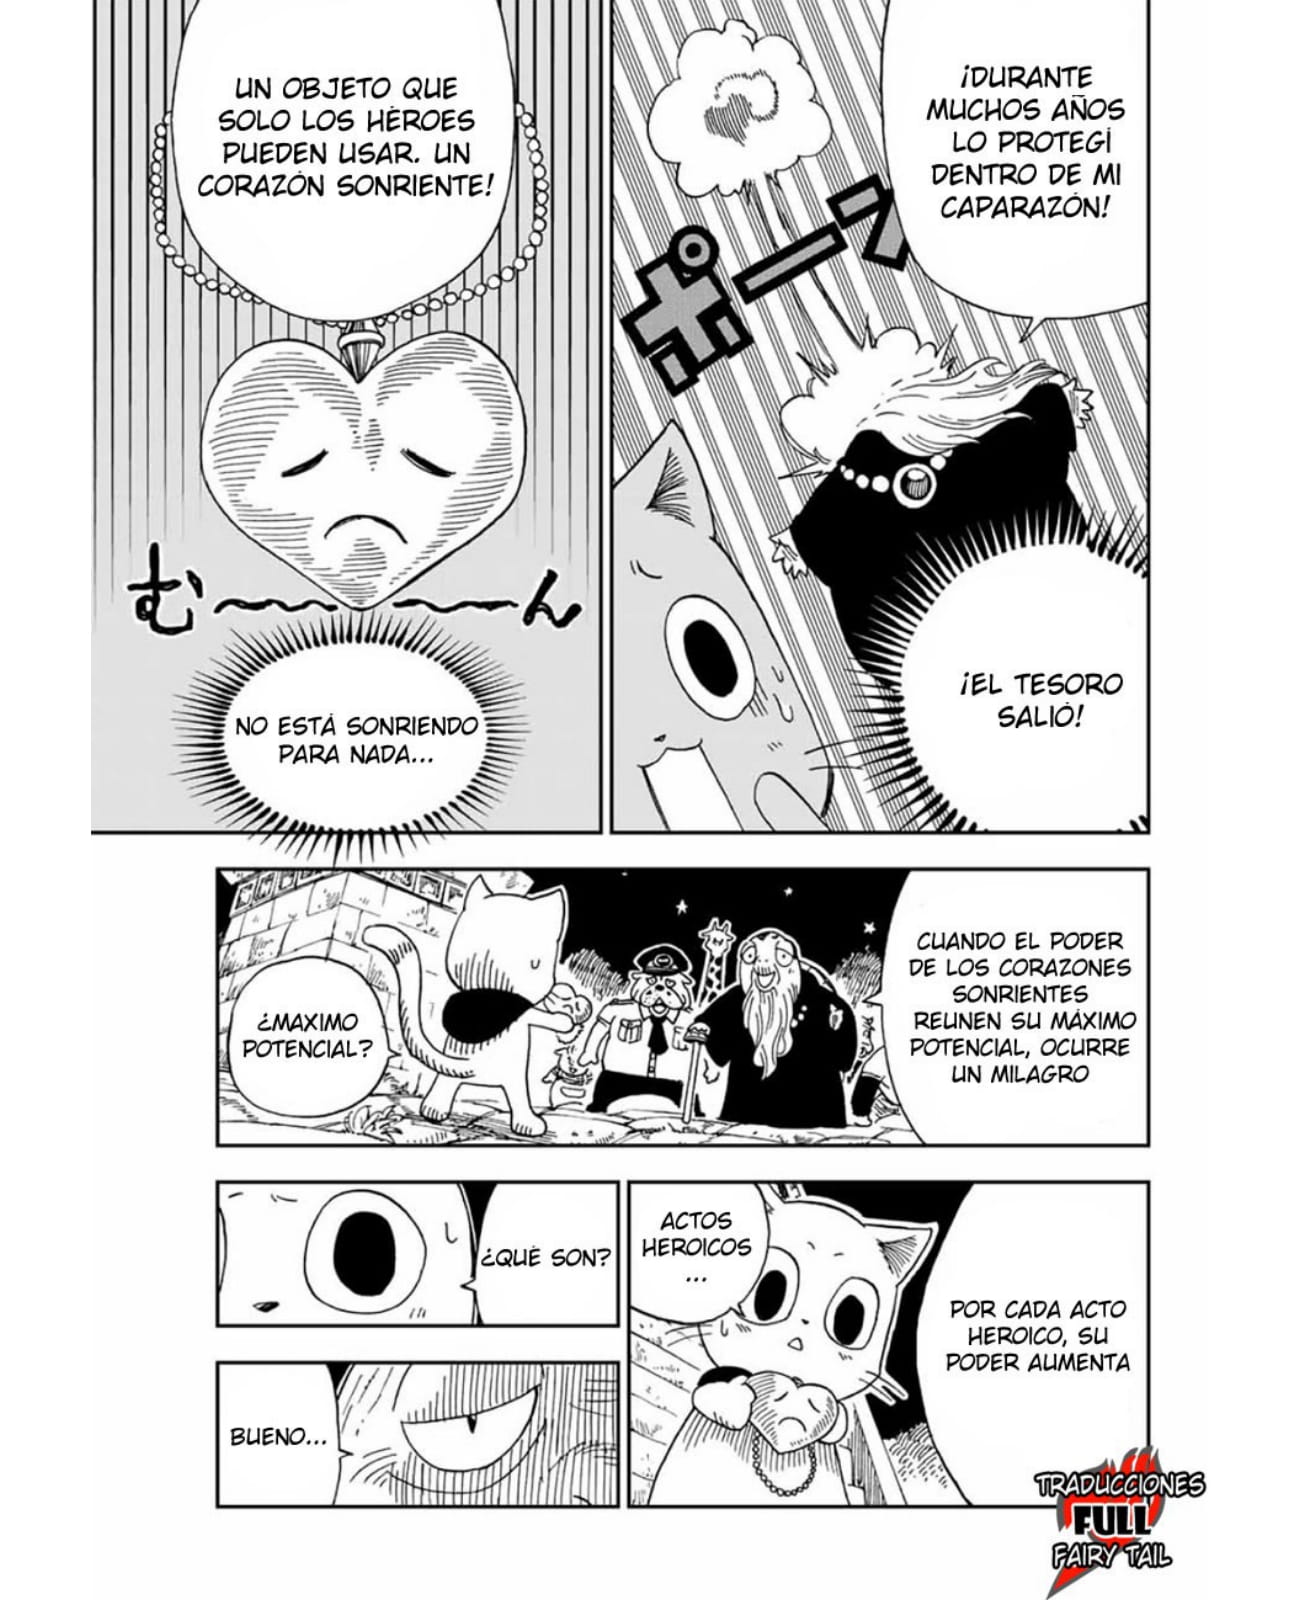 ¡DURANTE
MUCHOS AÑOS
LO PROTEGÍ
DENTRO DE MI
CAPARAZÓN!
ポーン
¡EL TESORO
SALIÓ!
UN OBJETO QUE
SOLO LOS HÉROES
PUEDEN USAR. UN
CORAZÓN SONRIENTE!
む〜〜ん
NO ESTÁ SONRIENDO
PARA NADA...
CUANDO EL PODER
DE LOS CORAZONES
SONRIENTES
REUNEN SU MÁXIMO
POTENCIAL, OCURRE
UN MILAGRO
¿MAXIMO
POTENCIAL?
POR CADA ACTO
HEROICO, SU
PODER AUMENTA
ACTOS
HEROICOS
...
¿QUÉ SON?
BUENO...
TRADUCCIONES
FULL
FAIRY TAIL